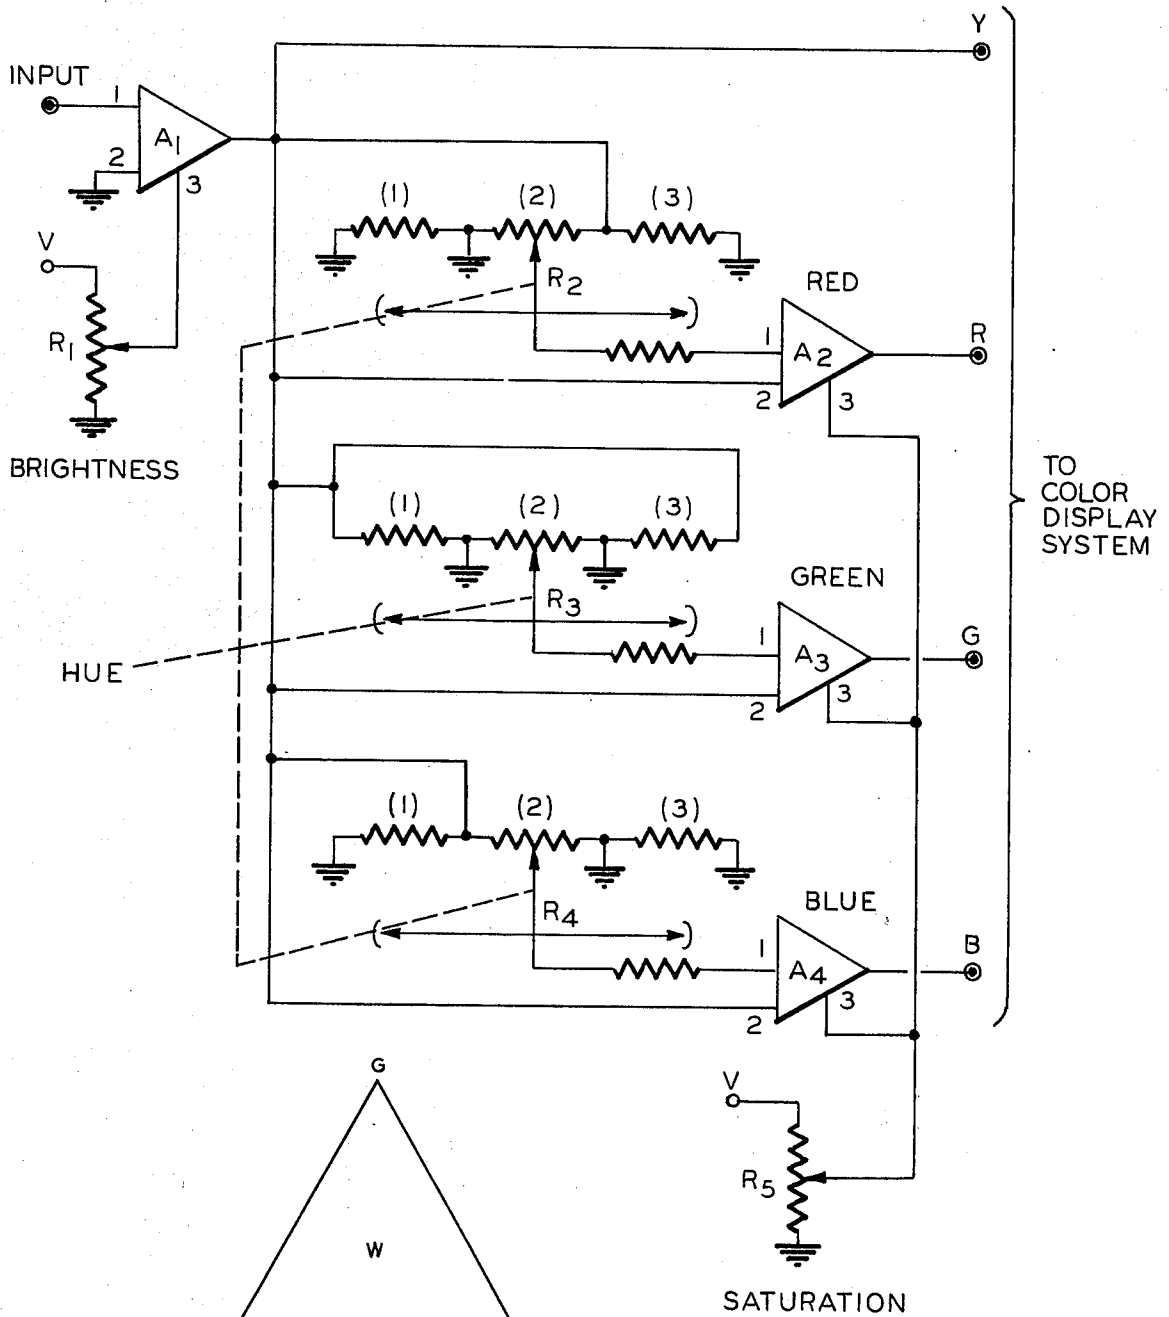 Y
INPUT
1
A1
2
3
V
(1)
(2)
(3)
R2
RED
R1
1
A2
R
2
3
BRIGHTNESS
TO
COLOR
DISPLAY
SYSTEM
(1)
(2)
(3)
GREEN
R3
1
A3
G
HUE
2
3
(1)
(2)
(3)
BLUE
R4
1
A4
B
2
3
G
V
R5
W
SATURATION